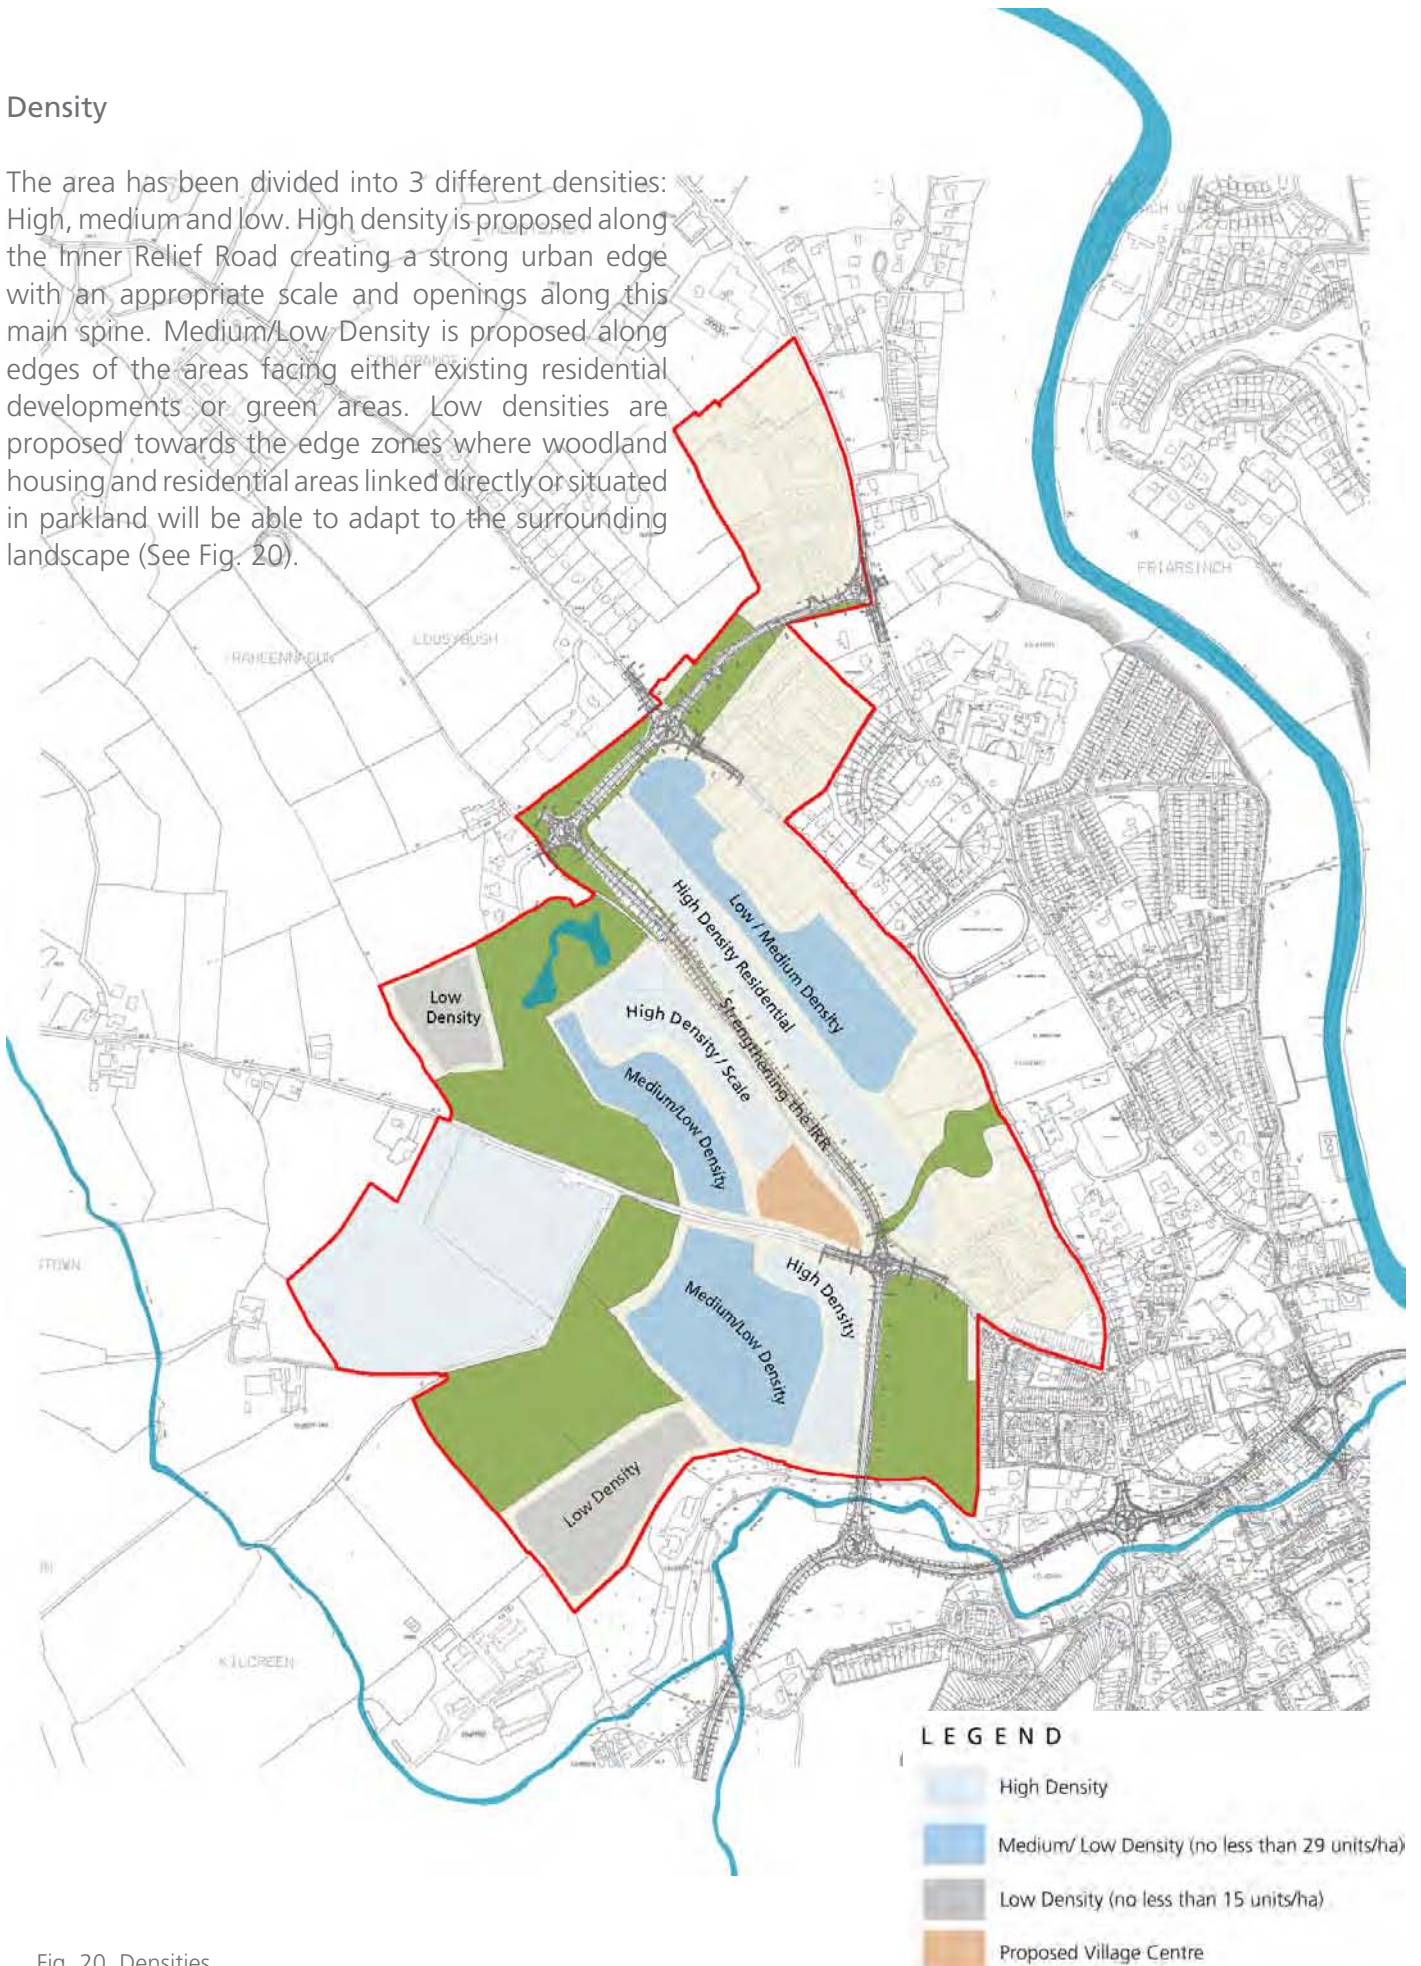 Density
The area has been divided into 3 different densities:
High, medium and low. High density is proposed along
the Inner Relief Road creating a strong urban edge
with an appropriate scale and openings along this
main spine. Medium/Low Density is proposed along
edges of the areas facing either existing residential
developments or green areas. Low densities are
proposed towards the edge zones where woodland
housing and residential areas linked directly or situated
in parkland will be able to adapt to the surrounding
landscape (See Fig. 20).
FRIARSINCH
LOUSYBUSH
Low / Medium Density
High Density Residential
Strengthening the IRR
Low
Density
High Density / Scale
Medium/Low Density
High Density
Medium/Low Density
Low Density
KILCREEN
LEGEND
High Density
Medium/ Low Density (no less than 29 units/ha)
Low Density (no less than 15 units/ha)
Proposed Village Centre
Fig. 20 Densities